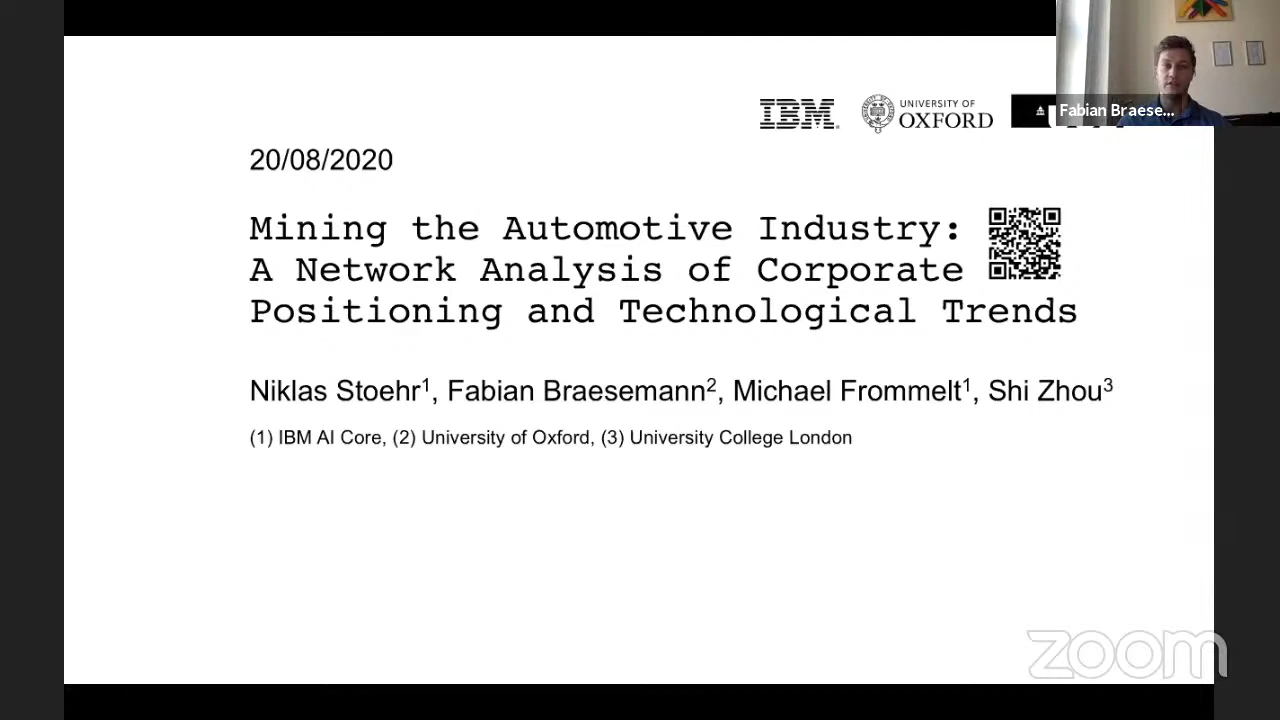 IBM
UNIVERSITY OF
OXFORD
Fabian Braese...
20/08/2020
Mining the Automotive Industry:
A Network Analysis of Corporate
Positioning and Technological Trends
Niklas Stoehr¹, Fabian Braesemann², Michael Frommelt¹, Shi Zhou³
(1) IBM AI Core, (2) University of Oxford, (3) University College London
zoom